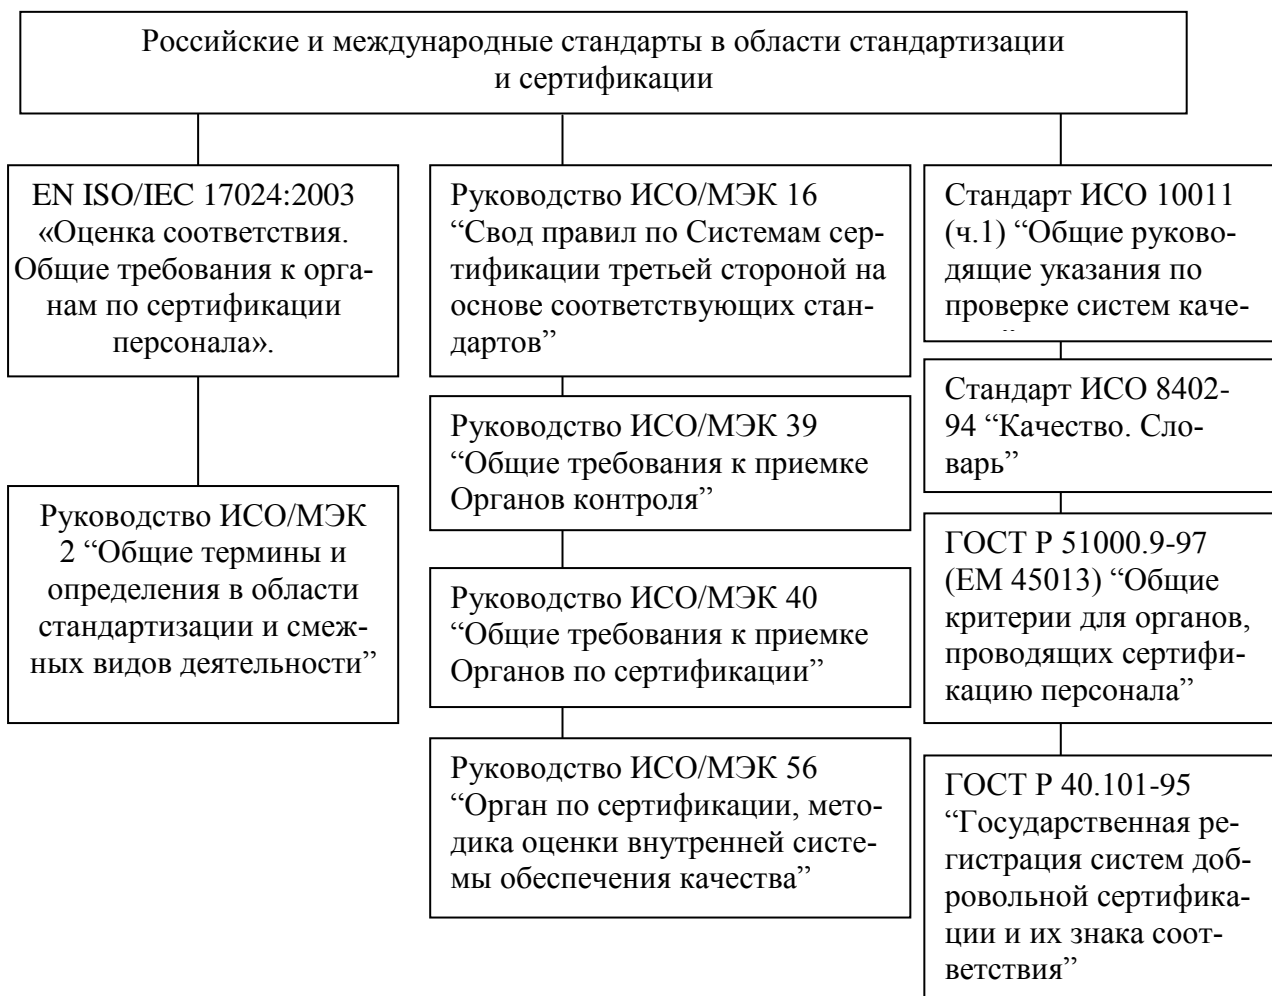 Российские и международные стандарты в области стандартизации
и сертификации
EN ISO/IEC 17024:2003
«Оценка соответствия.
Общие требования к орга-
нам по сертификации
персонала».
Руководство ИСО/МЭК
2 “Общие термины и
определения в области
стандартизации и смеж-
ных видов деятельности”
Руководство ИСО/МЭК 16
“Свод правил по Системам сер-
тификации третьей стороной на
основе соответствующих стан-
дартов”
Руководство ИСО/МЭК 39
“Общие требования к приемке
Органов контроля”
Руководство ИСО/МЭК 40
“Общие требования к приемке
Органов по сертификации”
Руководство ИСО/МЭК 56
“Орган по сертификации, мето-
дика оценки внутренней систе-
мы обеспечения качества”
Стандарт ИСО 10011
(ч.1) “Общие руково-
дящие указания по
проверке систем каче-
Стандарт ИСО 8402-
94 “Качество. Сло-
варь”
ГОСТ Р 51000.9-97
(ЕМ 45013) “Общие
критерии для органов,
проводящих сертифи-
кацию персонала”
ГОСТ Р 40.101-95
“Государственная ре-
гистрация систем доб-
ровольной сертифика-
ции и их знака соот-
ветствия”